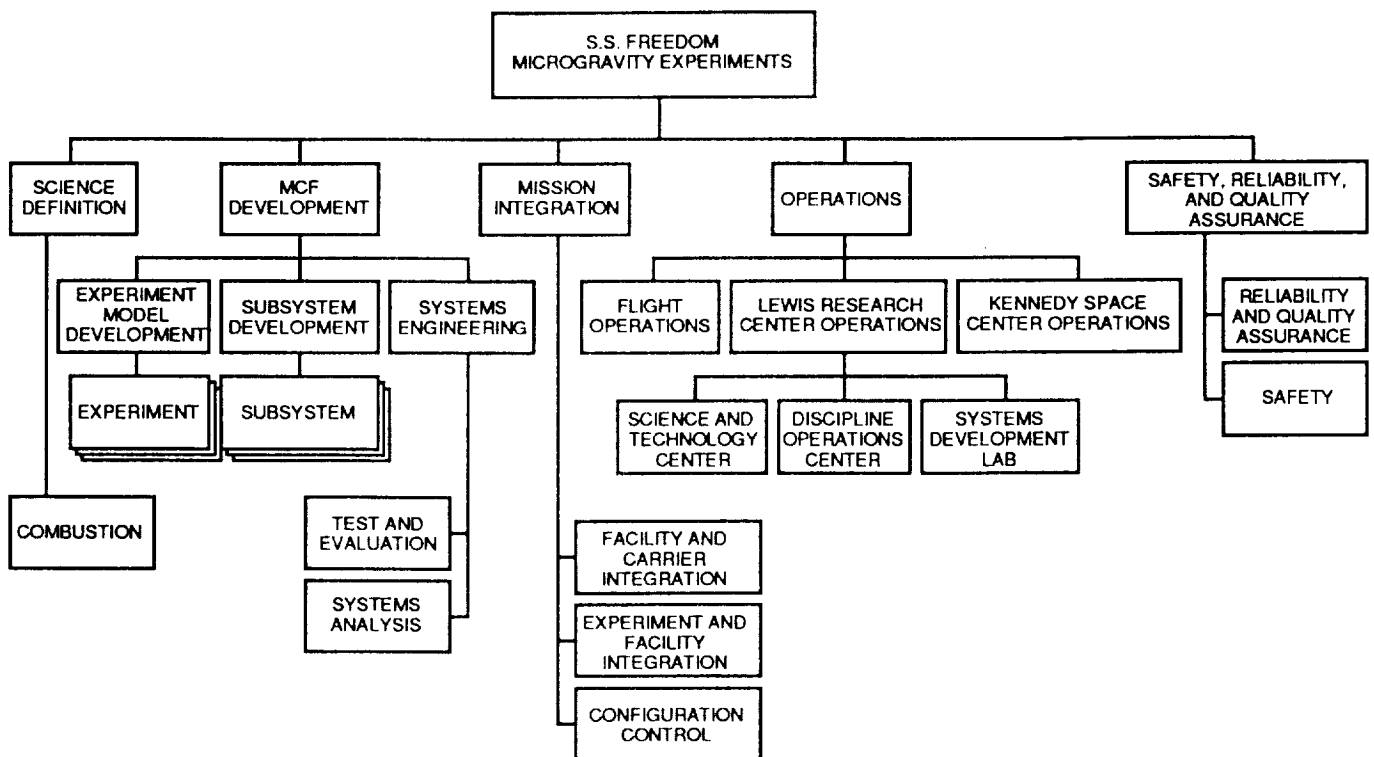 S.S. FREEDOM
MICROGRAVITY EXPERIMENTS
SCIENCE
DEFINITION
MCF
DEVELOPMENT
MISSION
INTEGRATION
OPERATIONS
SAFETY, RELIABILITY,
AND QUALITY
ASSURANCE
EXPERIMENT
MODEL
DEVELOPMENT
SUBSYSTEM
DEVELOPMENT
SYSTEMS
ENGINEERING
FLIGHT
OPERATIONS
LEWIS RESEARCH
CENTER OPERATIONS
KENNEDY SPACE
CENTER OPERATIONS
RELIABILITY
AND QUALITY
ASSURANCE
EXPERIMENT
SUBSYSTEM
SCIENCE AND
TECHNOLOGY
CENTER
DISCIPLINE
OPERATIONS
CENTER
SYSTEMS
DEVELOPMENT
LAB
SAFETY
COMBUSTION
TEST AND
EVALUATION
SYSTEMS
ANALYSIS
FACILITY AND
CARRIER
INTEGRATION
EXPERIMENT AND
FACILITY
INTEGRATION
CONFIGURATION
CONTROL